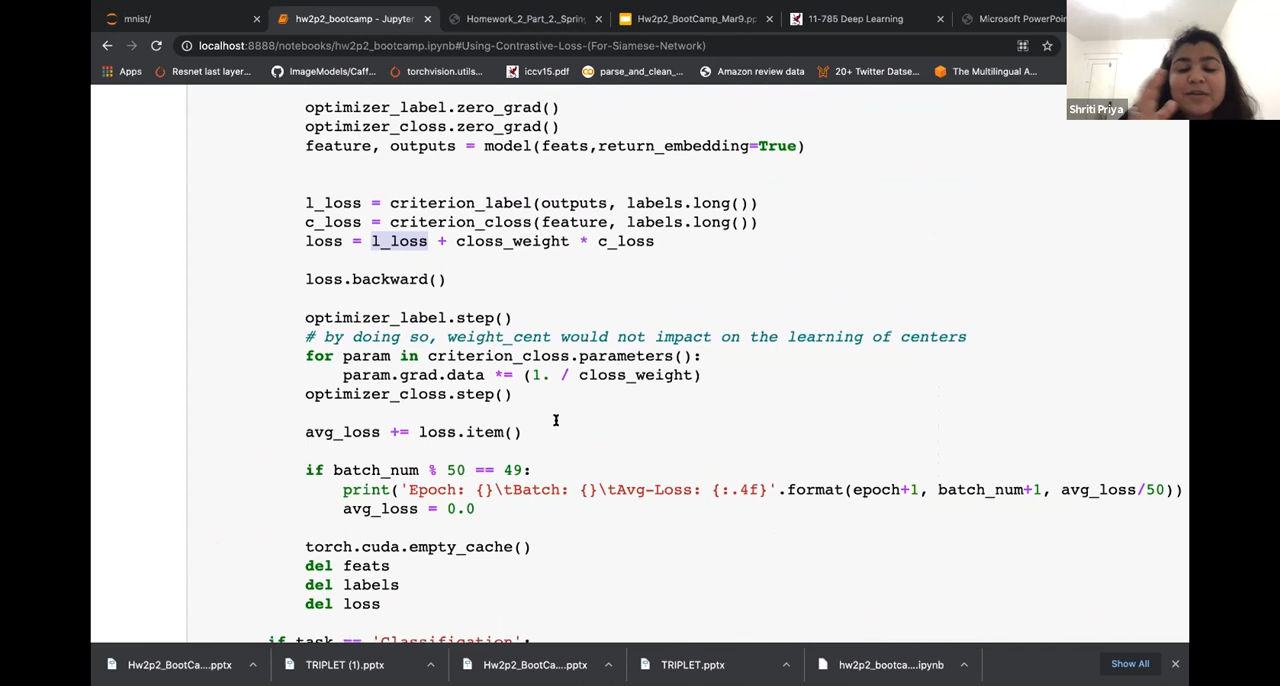 mnist/
hw2p2_bootcamp - Jupyter
Homework_2_Part_2._Sprin
Hw2p2_BootCamp_Mar9.pp
11-785 Deep Learning
Microsoft PowerPoin
localhost:8888/notebooks/hw2p2_bootcamp.ipynb#Using-Contrastive-Loss-(For-Siamese-Network)
Apps
Resnet last layer...
ImageModels/Caff...
torchvision.utils...
iccv15.pdf
parse_and_clean_...
Amazon review data
20+ Twitter Datse...
The Multilingual A...
Shriti Priya
optimizer_label.zero_grad()
optimizer_closs.zero_grad()
feature, outputs = model(feats,return_embedding=True)
l_loss = criterion_label(outputs, labels.long())
c_loss = criterion_closs(feature, labels.long())
loss = l_loss + closs_weight * c_loss
loss.backward()
optimizer_label.step()
# by doing so, weight_cent would not impact on the learning of centers
for param in criterion_closs.parameters():
param.grad.data *= (1. / closs_weight)
optimizer_closs.step()
avg_loss += loss.item()
if batch_num % 50 == 49:
print('Epoch: {}\tBatch: {}\tAvg-Loss: {:.4f}'.format(epoch+1, batch_num+1, avg_loss/50))
avg_loss = 0.0
torch.cuda.empty_cache()
del feats
del labels
del loss
if task == 'Classification':
Hw2p2_BootCa....pptx
TRIPLET (1).pptx
Hw2p2_BootCa....pptx
TRIPLET.pptx
hw2p2_bootca....ipynb
Show All